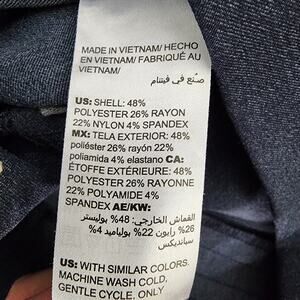 MADE IN VIETNAM/ HECHO
EN VIETNAM/ FABRIQUÉ AU
VIETNAM/
صنع في فيتنام
US: SHELL: 48%
POLYESTER 26% RAYON
22% NYLON 4% SPANDEX
MX: TELA EXTERIOR: 48%
poliéster 26% rayón 22%
poliamida 4% elastano CA:
ÉTOFFE EXTÉRIEURE: 48%
POLYESTER 26% RAYONNE
22% POLYAMIDE 4%
SPANDEX AE/KW:
القماش الخارجي: 48% بوليستر
26% رايون 22% بولياميد 4%
سباندیکس
US: WITH SIMILAR COLORS.
MACHINE WASH COLD,
GENTLE CYCLE. ONLY